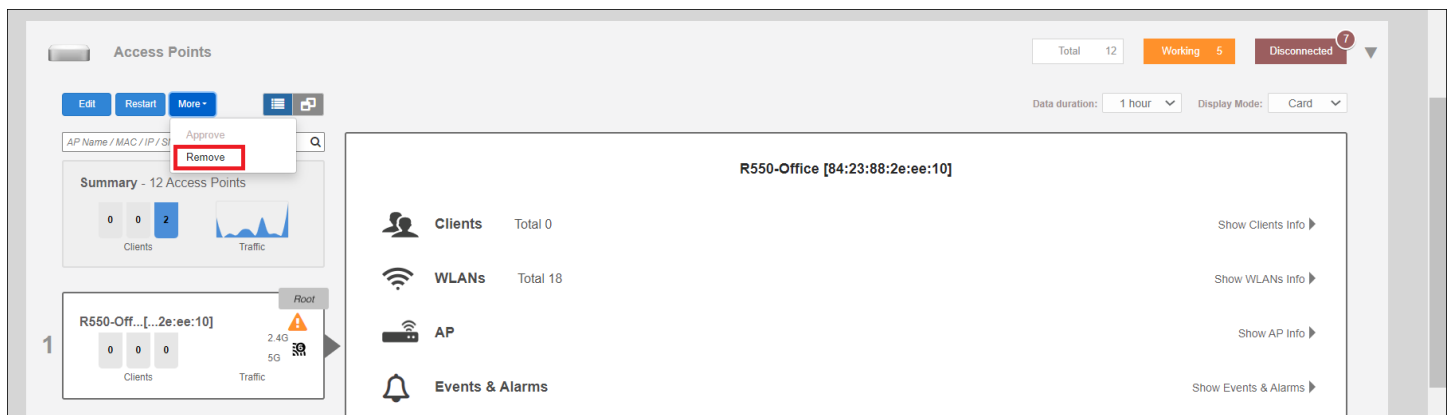 Access Points
Total 12
Working 5
Disconnected 7
Edit
Restart
More
Data duration: 1 hour
Display Mode: Card
AP Name / MAC / IP /
Approve
Remove
Summary - 12 Access Points
0 0 2
Clients
Traffic
Root
R550-Off...[...2e:ee:10]
1
2.4G
6
5G
0 0 0
Clients
Traffic
R550-Office [84:23:88:2e:ee:10]
Clients Total 0 Show Clients Info
WLANs Total 18 Show WLANs Info
AP Show AP Info
Events & Alarms Show Events & Alarms